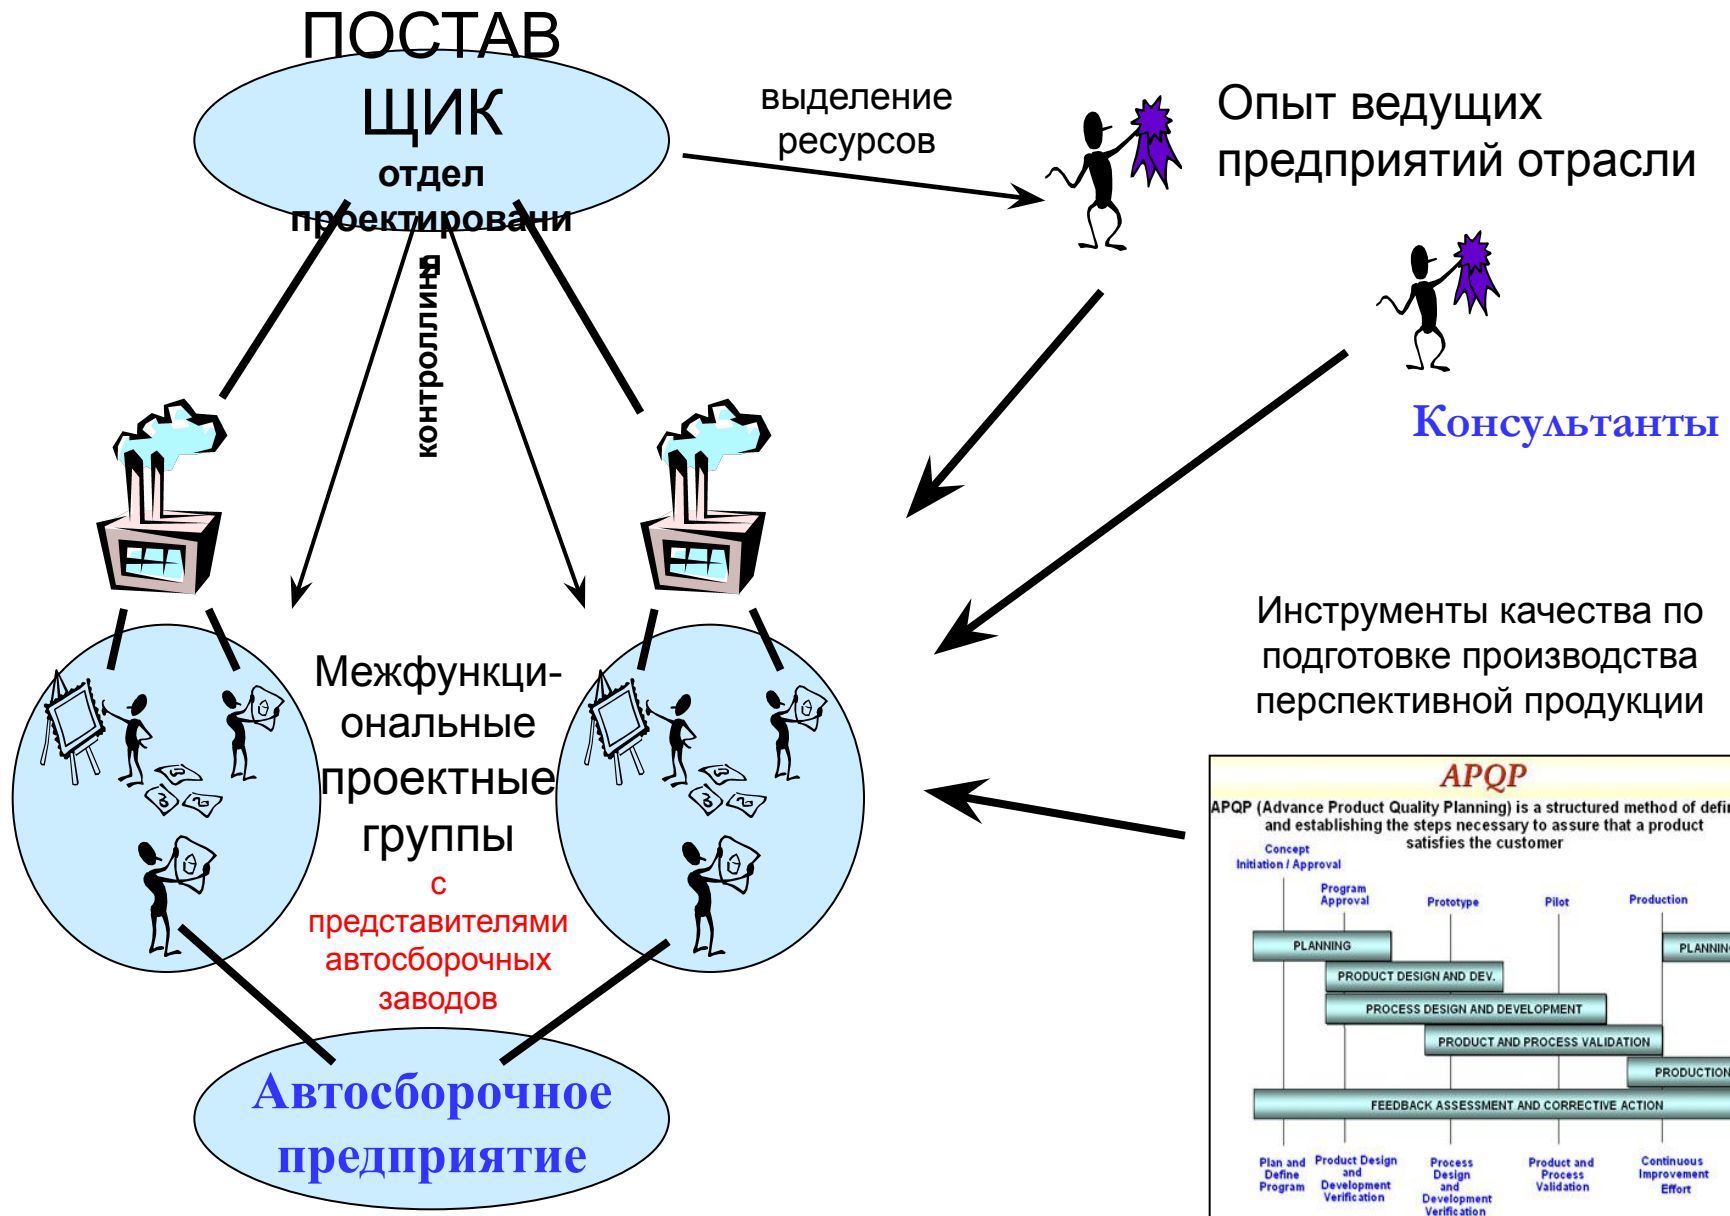 ПОСТАВ
ЩИК
отдел
проектировани
я
контроллинг
выделение
ресурсов
Опыт ведущих
предприятий отрасли
Консультанты
Межфункци-
ональные
проектные
группы
с
представителями
автосборочных
заводов
Автосборочное
предприятие
Инструменты качества по
подготовке производства
перспективной продукции
APQP
APQP (Advance Product Quality Planning) is a structured method of defin
and establishing the steps necessary to assure that a product
satisfies the customer
Concept
Initiation / Approval
Program
Approval
Prototype
Pilot
Production
PLANNING
PLANNING
PRODUCT DESIGN AND DEV.
PROCESS DESIGN AND DEVELOPMENT
PRODUCT AND PROCESS VALIDATION
PRODUCTION
FEEDBACK ASSESSMENT AND CORRECTIVE ACTION
Plan and
Define
Program
Product Design
and
Development
Verification
Process
Design
and
Development
Verification
Product and
Process
Validation
Continuous
Improvement
Effort